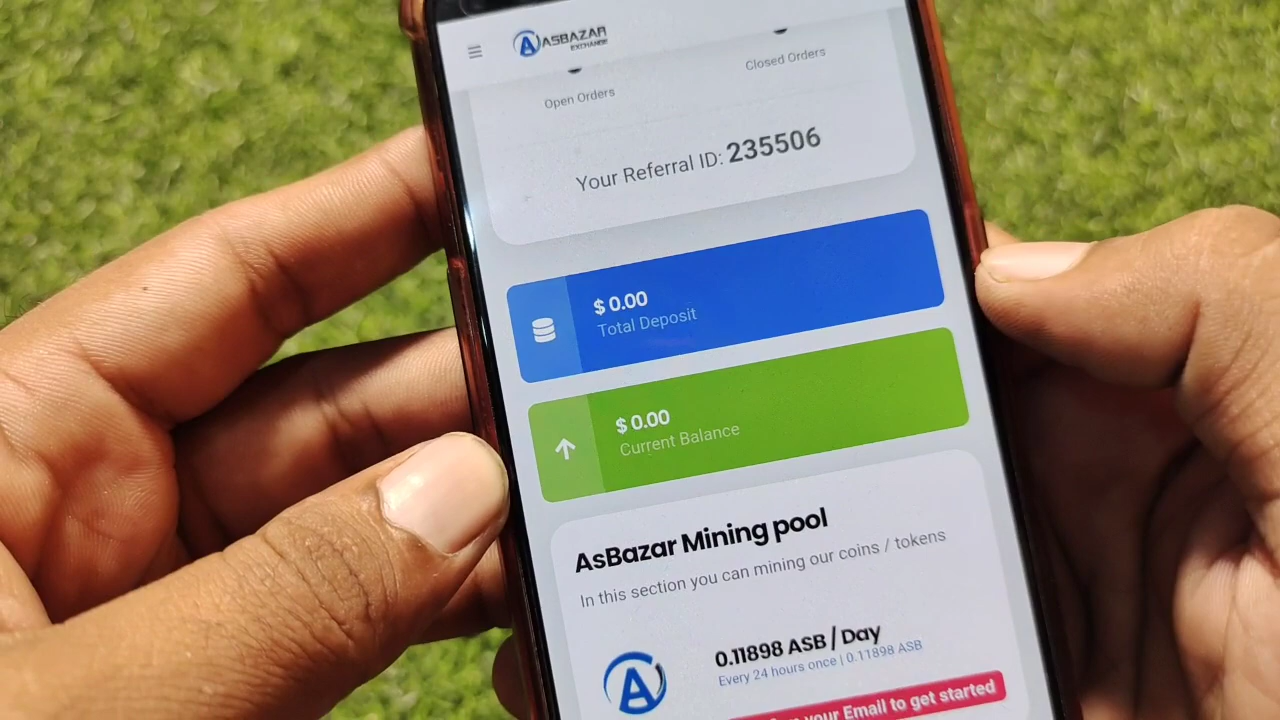 ASBAZAR
EXCHANGE
Open Orders
Closed Orders
Your Referral ID: 235506
$ 0.00
Total Deposit
$ 0.00
Current Balance
AsBazar Mining pool
In this section you can mining our coins / tokens
0.11898 ASB / Day
Every 24 hours once | 0.11898 ASB
your Email to get started